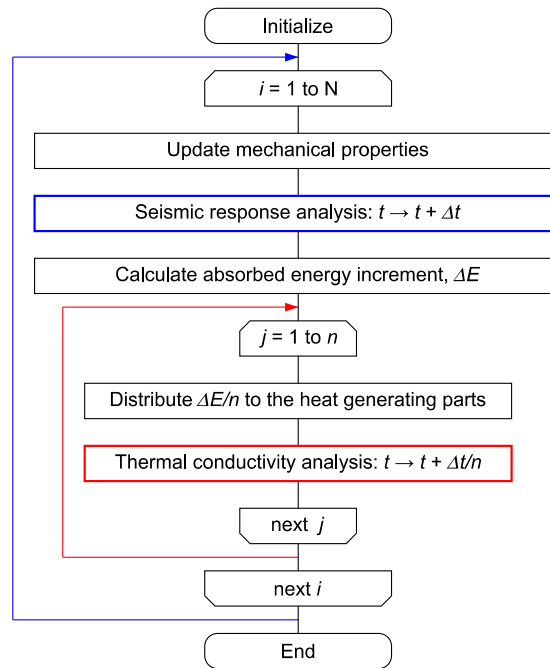 Initialize
i = 1 to N
Update mechanical properties
Seismic response analysis: t → t + Δt
Calculate absorbed energy increment, ΔE
j = 1 to n
Distribute ΔE/n to the heat generating parts
Thermal conductivity analysis: t → t + Δt/n
next j
next i
End